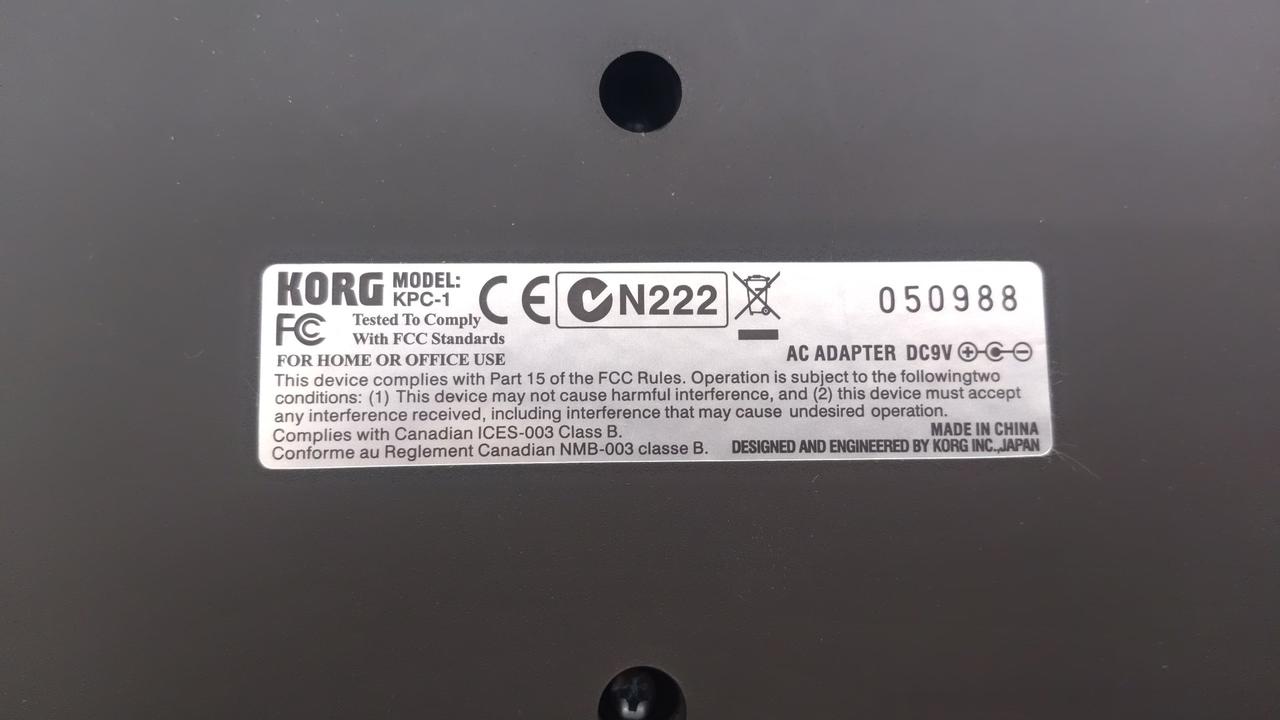 KORG MODEL: KPC-1
CE N222
050988
FC Tested To Comply
With FCC Standards
FOR HOME OR OFFICE USE
AC ADAPTER DC9V
This device complies with Part 15 of the FCC Rules. Operation is subject to the followingtwo
conditions: (1) This device may not cause harmful interference, and (2) this device must accept
any interference received, including interference that may cause undesired operation.
Complies with Canadian ICES-003 Class B.
Conforme au Reglement Canadian NMB-003 classe B.
MADE IN CHINA
DESIGNED AND ENGINEERED BY KORG INC.,JAPAN